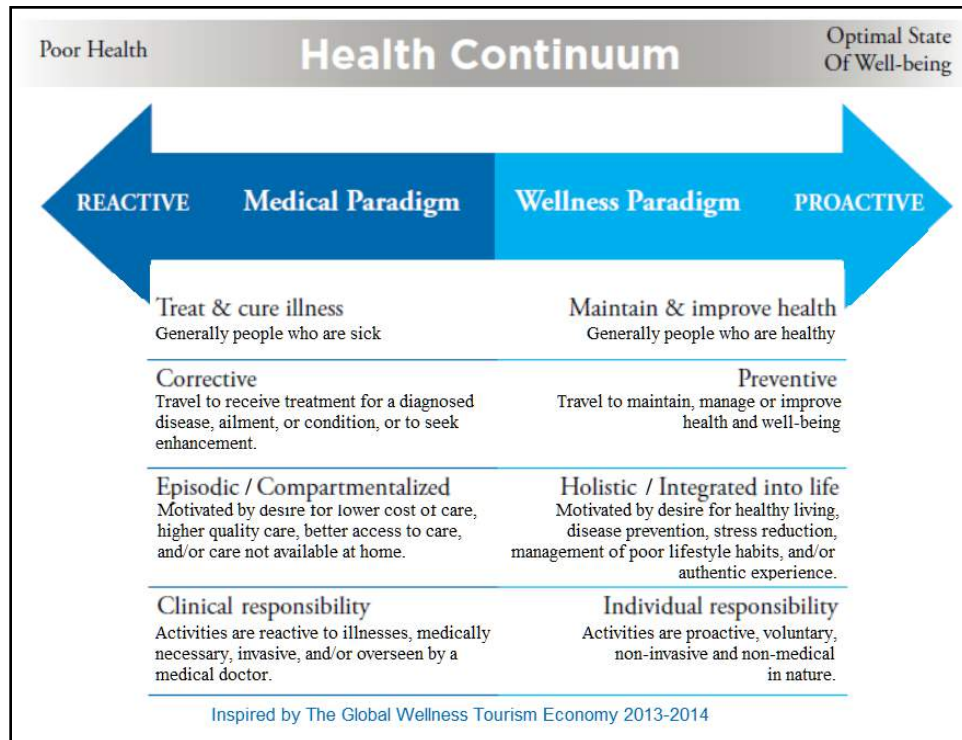 Poor Health
Health Continuum
Optimal State
Of Well-being
REACTIVE
Medical Paradigm
Wellness Paradigm
PROACTIVE
Treat & cure illness
Generally people who are sick
Maintain & improve health
Generally people who are healthy
Corrective
Travel to receive treatment for a diagnosed
disease, ailment, or condition, or to seek
enhancement.
Preventive
Travel to maintain, manage or improve
health and well-being
Episodic / Compartmentalized
Motivated by desire for lower cost of care,
higher quality care, better access to care,
and/or care not available at home.
Holistic / Integrated into life
Motivated by desire for healthy living,
disease prevention, stress reduction,
management of poor lifestyle habits, and/or
authentic experience.
Clinical responsibility
Activities are reactive to illnesses, medically
necessary, invasive, and/or overseen by a
medical doctor.
Individual responsibility
Activities are proactive, voluntary,
non-invasive and non-medical
in nature.
Inspired by The Global Wellness Tourism Economy 2013-2014